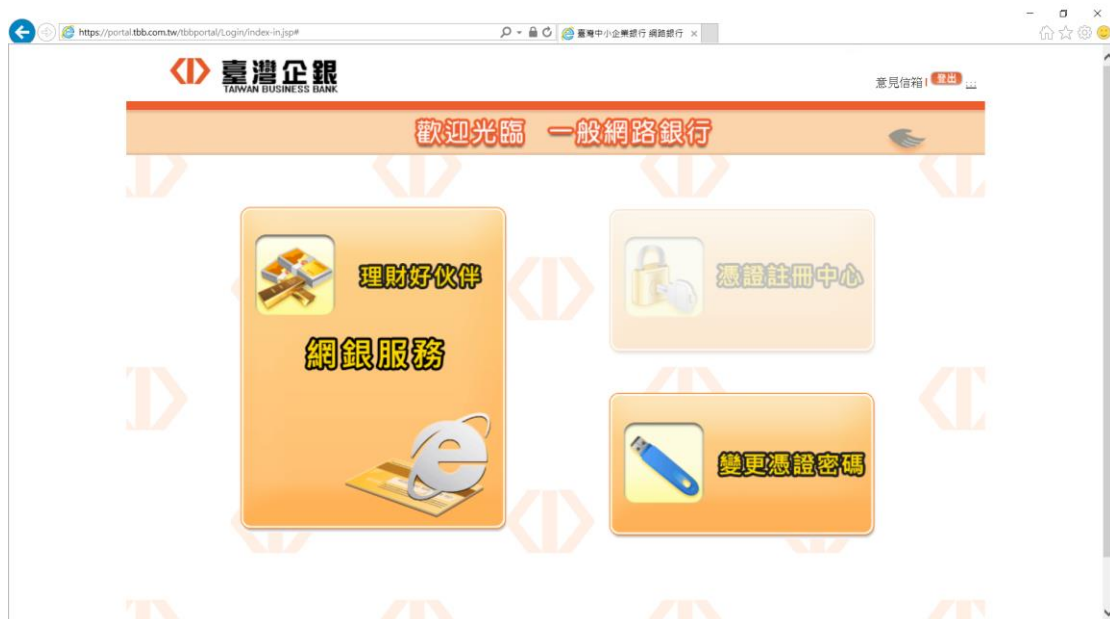 https://portal.tbb.com.tw/tbbportal/Login/index-in.jsp#
臺灣中小企業銀行 網路銀行
臺灣企銀
TAIWAN BUSINESS BANK
意見信箱| 登出 ...
歡迎光臨 一般網路銀行
理財好伙伴
網銀服務
憑證註冊中心
變更憑證密碼